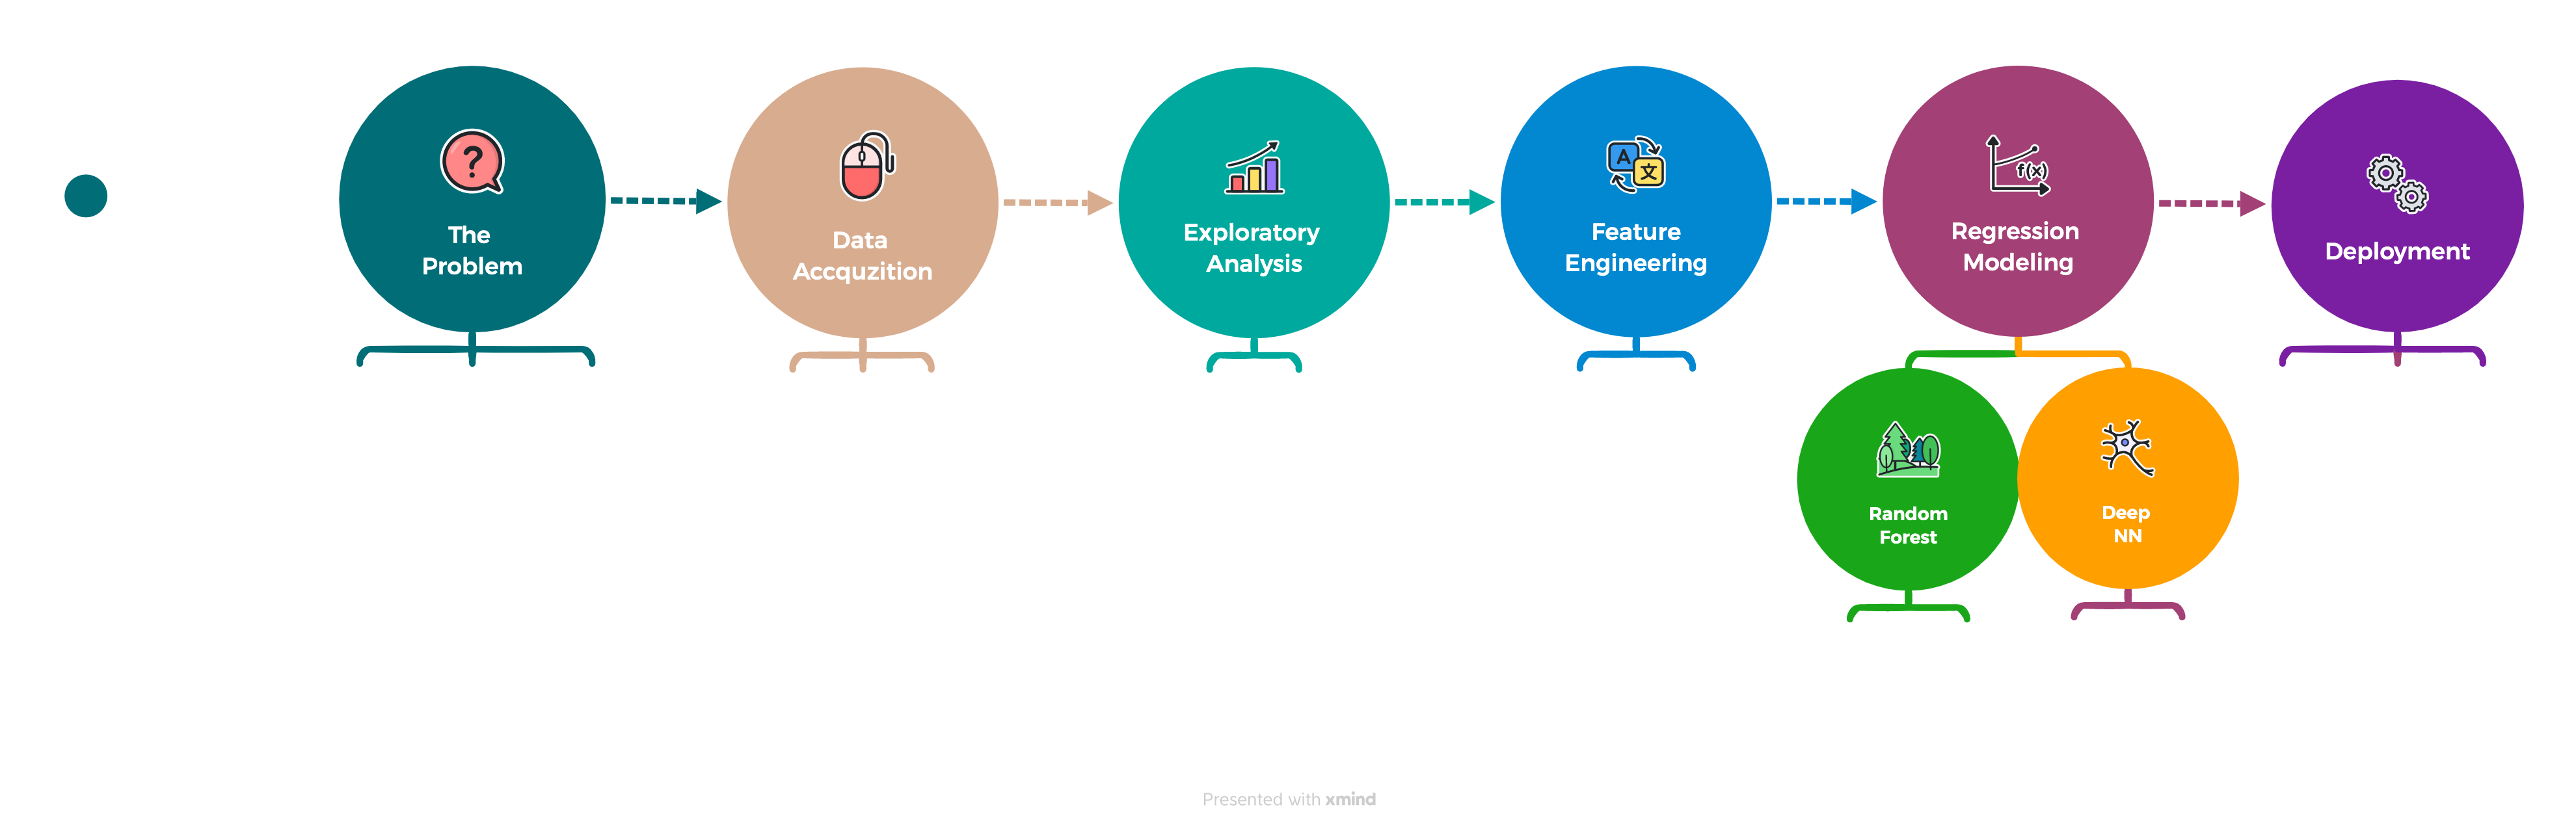 The
Problem
Data
Accquzition
Exploratory
Analysis
A
文
Feature
Engineering
f(x)
Regression
Modeling
Deployment
Random
Forest
Deep
NN
Presented with xmind